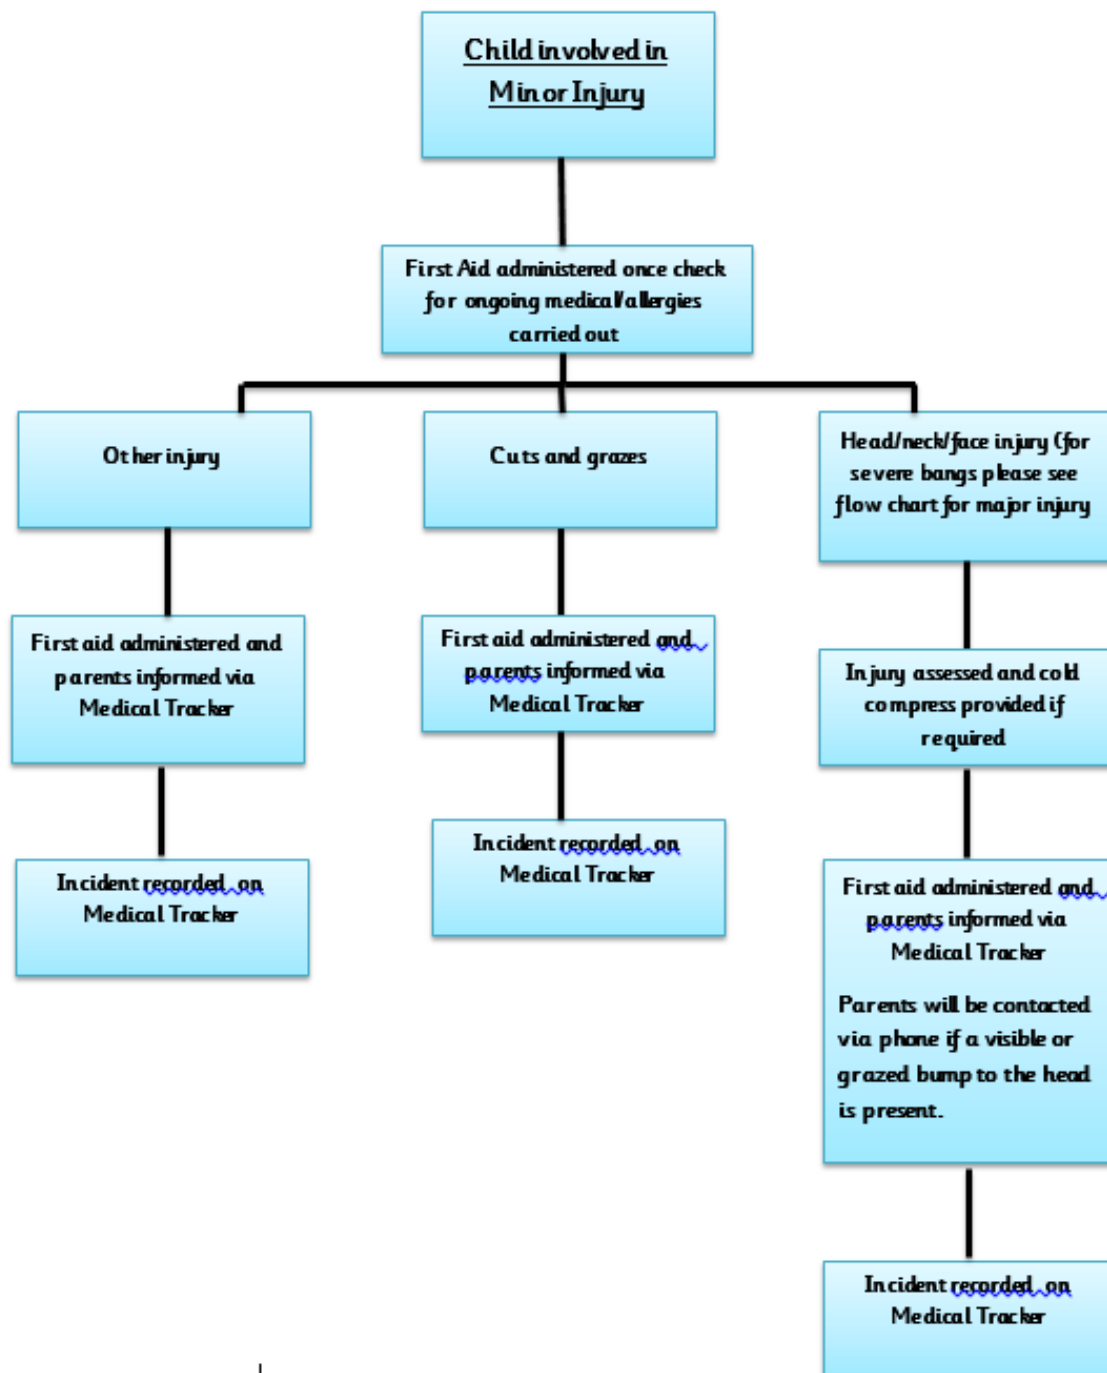 Child involved in
Minor Injury
First Aid administered once check
for ongoing medical/allergies
carried out
Other injury
Cuts and grazes
Head/neck/face injury (for
severe bangs please see
flow chart for major injury
First aid administered and
parents informed via
Medical Tracker
First aid administered and
parents informed via
Medical Tracker
Injury assessed and cold
compress provided if
required
Incident recorded on
Medical Tracker
Incident recorded on
Medical Tracker
First aid administered and
parents informed via
Medical Tracker
Parents will be contacted
via phone if a visible or
grazed bump to the head
is present.
Incident recorded on
Medical Tracker